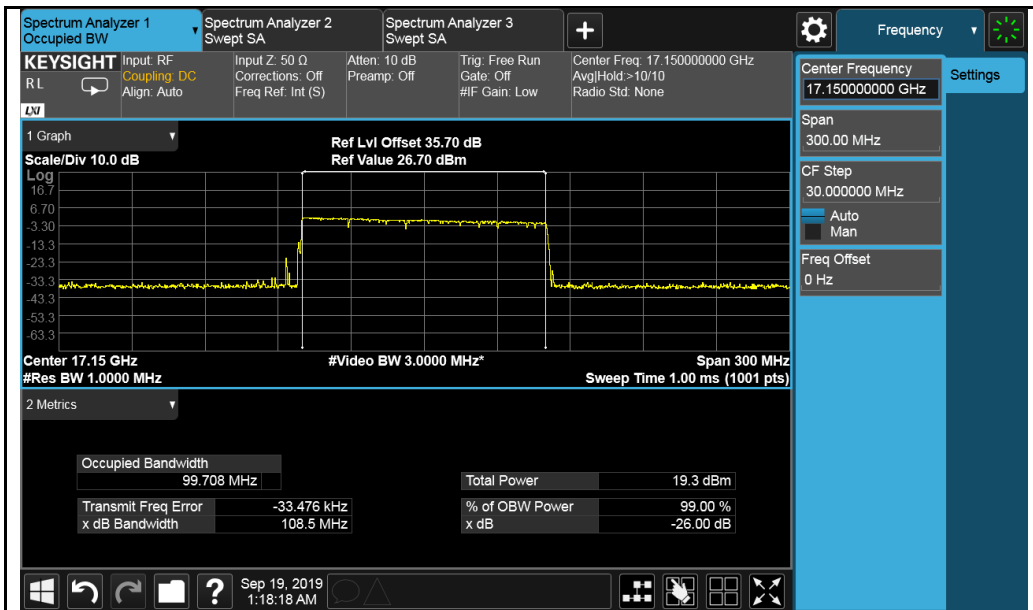 Spectrum Analyzer 1
Occupied BW
Spectrum Analyzer 2
Swept SA
Spectrum Analyzer 3
Swept SA
Frequency
KEYSIGHT
R L
LXI
Input: RF
Coupling: DC
Align: Auto
Input Z: 50 Ω
Corrections: Off
Freq Ref: Int (S)
Atten: 10 dB
Preamp: Off
Trig: Free Run
Gate: Off
#IF Gain: Low
Center Freq: 17.150000000 GHz
Avg|Hold:>10/10
Radio Std: None
Center Frequency
17.150000000 GHz
Settings
Span
300.00 MHz
CF Step
30.000000 MHz
Auto
Man
Freq Offset
0 Hz
1 Graph
Scale/Div 10.0 dB
Ref Lvl Offset 35.70 dB
Ref Value 26.70 dBm
Log
16.7
6.70
-3.30
-13.3
-23.3
-33.3
-43.3
-53.3
-63.3
Center 17.15 GHz
#Video BW 3.0000 MHz*
Span 300 MHz
#Res BW 1.0000 MHz
Sweep Time 1.00 ms (1001 pts)
2 Metrics
Occupied Bandwidth
99.708 MHz
Total Power 19.3 dBm
Transmit Freq Error -33.476 kHz
% of OBW Power 99.00 %
x dB Bandwidth 108.5 MHz
x dB -26.00 dB
Sep 19, 2019
1:18:18 AM